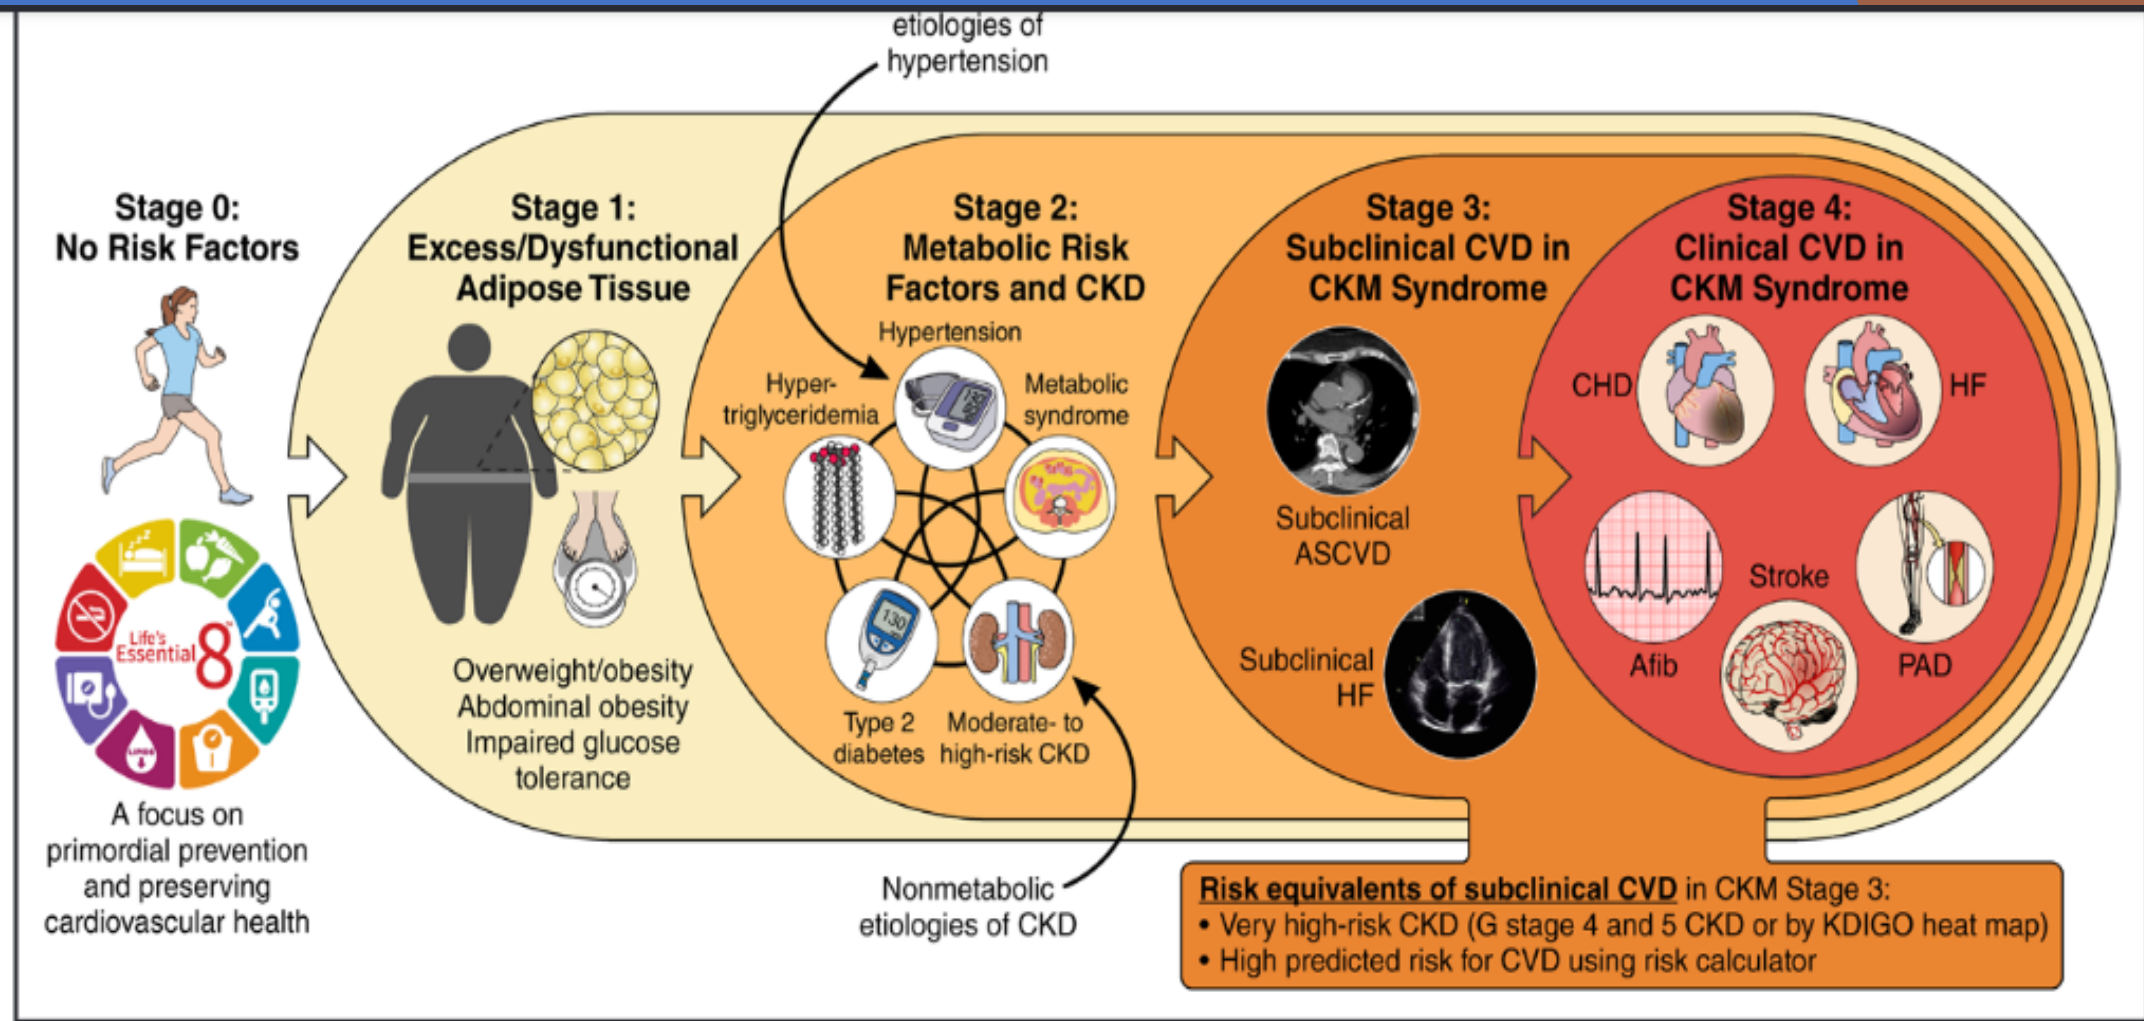 etiologies of
hypertension
Stage 0:
No Risk Factors
Life's
Essential 8™
A focus on
primordial prevention
and preserving
cardiovascular health
Stage 1:
Excess/Dysfunctional
Adipose Tissue
Overweight/obesity
Abdominal obesity
Impaired glucose
tolerance
Stage 2:
Metabolic Risk
Factors and CKD
Hypertension
Hyper-
triglyceridemia
Metabolic
syndrome
130
Type 2
diabetes
Moderate- to
high-risk CKD
Nonmetabolic
etiologies of CKD
Stage 3:
Subclinical CVD in
CKM Syndrome
Subclinical
ASCVD
Subclinical
HF
Stage 4:
Clinical CVD in
CKM Syndrome
CHD
HF
Afib
Stroke
PAD
Risk equivalents of subclinical CVD in CKM Stage 3:
• Very high-risk CKD (G stage 4 and 5 CKD or by KDIGO heat map)
• High predicted risk for CVD using risk calculator